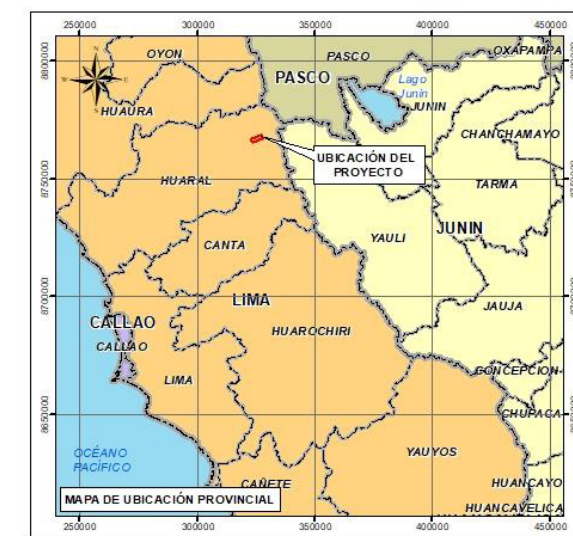 250000 300000 350000 400000 450000
OYON
PASCO
OXAPAMPA
N
W E
S
PASCO
Lago
Junín
JUNIN
8800000
HUAURA
CHANCHAMAYO
UBICACIÓN DEL
PROYECTO
TARMA
8750000
HUARAL
YAULI
JUNIN
CANTA
8700000
LIMA
JAUJA
CALLAO
HUAROCHIRI
CALLAO
CONCEPCION
LIMA
CHUPACA
8650000
YAUYOS
OCÉANO
PACÍFICO
CAÑETE
HUANCAYO
MAPA DE UBICACIÓN PROVINCIAL
HUANCAVELICA
250000 300000 350000 400000 450000